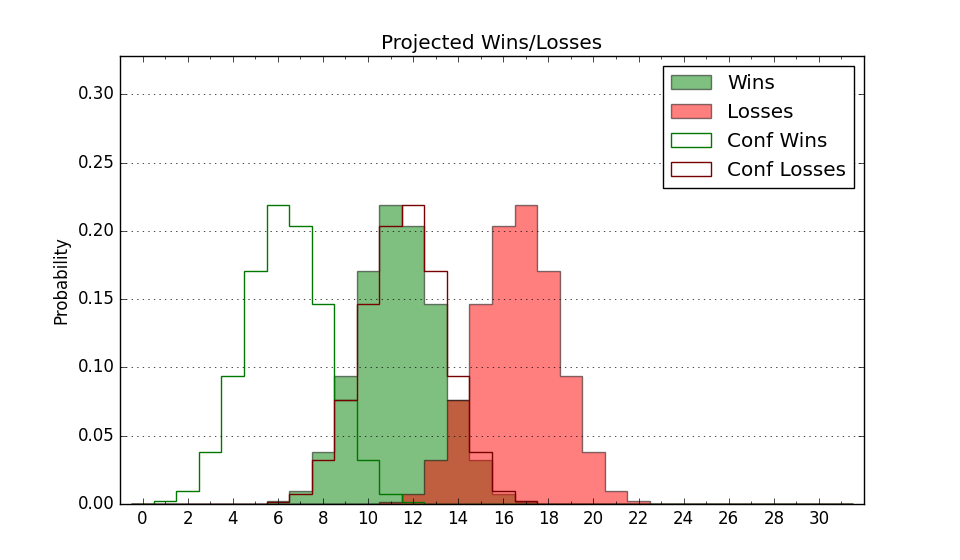 Projected Wins/Losses
Wins
Losses
Conf Wins
Conf Losses
Probability
0.30
0.25
0.20
0.15
0.10
0.05
0.00
0 2 4 6 8 10 12 14 16 18 20 22 24 26 28 30